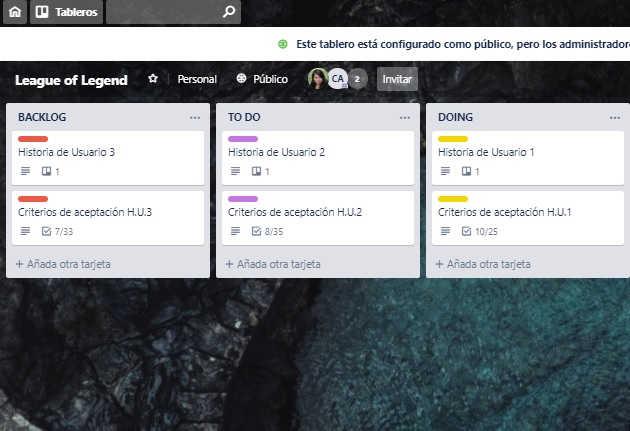 Tableros
Este tablero está configurado como público, pero los administradore
League of Legend
Personal
Público
CA
2
Invitar
BACKLOG
Historia de Usuario 3
1
Criterios de aceptación H.U.3
7/33
+ Añada otra tarjeta
TO DO
Historia de Usuario 2
1
Criterios de aceptación H.U.2
8/35
+ Añada otra tarjeta
DOING
Historia de Usuario 1
1
Criterios de aceptación H.U.1
10/25
+ Añada otra tarjeta